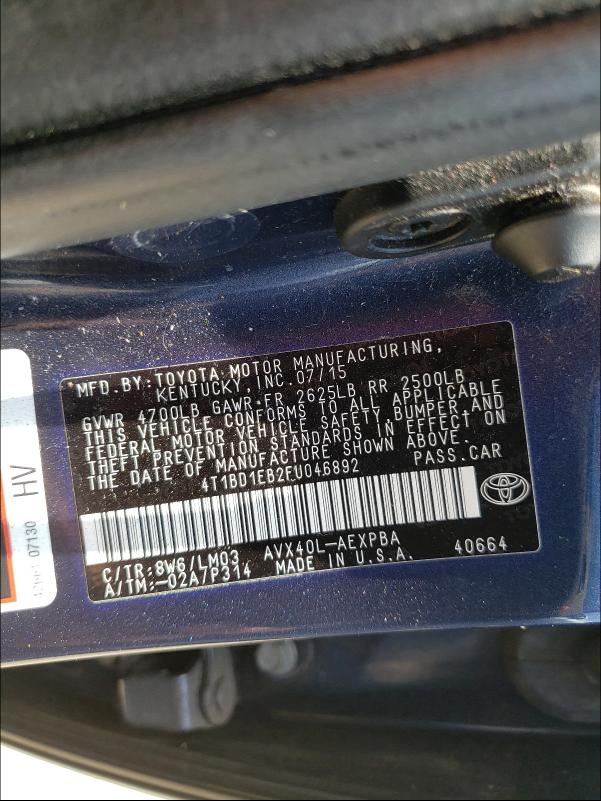 MFD.BY:TOYOTA MOTOR MANUFACTURING,
KENTUCKY, INC.07/15
GVWR 4700LB GAWR FR 2625LB RR 2500LB
THIS VEHICLE CONFORMS TO ALL APPLICABLE
FEDERAL MOTOR VEHICLE SAFETY, BUMPER, AND
THEFT PREVENTION STANDARDS IN EFFECT ON
THE DATE OF MANUFACTURE SHOWN ABOVE.
4T1BD1EB2FU046892 PASS.CAR
C/TR:8W6/LM03 AVX40L-AEXPBA
A/TM:-02A/P314 MADE IN U.S.A. 40664
HV
07130